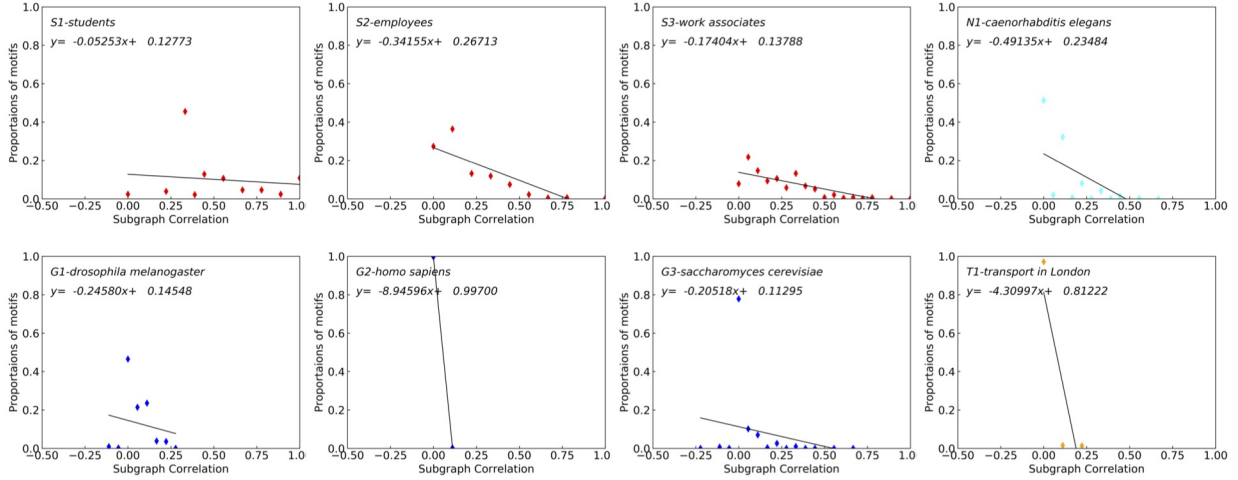 S1-students
y= -0.05253x+ 0.12773
1.0
0.8
0.6
0.4
0.2
0.0
Proportaions of motifs
−0.50 −0.25 0.00 0.25 0.50 0.75 1.0
Subgraph Correlation
S2-employees
y= -0.34155x+ 0.26713
1.0
0.8
0.6
0.4
0.2
0.0
Proportaions of motifs
−0.50 −0.25 0.00 0.25 0.50 0.75 1.0
Subgraph Correlation
S3-work associates
y= -0.17404x+ 0.13788
1.0
0.8
0.6
0.4
0.2
0.0
Proportaions of motifs
−0.50 −0.25 0.00 0.25 0.50 0.75 1.0
Subgraph Correlation
N1-caenorhabditis elegans
y= -0.49135x+ 0.23484
1.0
0.8
0.6
0.4
0.2
0.0
Proportaions of motifs
−0.50 −0.25 0.00 0.25 0.50 0.75 1.00
Subgraph Correlation
G1-drosophila melanogaster
y= -0.24580x+ 0.14548
1.0
0.8
0.6
0.4
0.2
0.0
Proportaions of motifs
−0.50 −0.25 0.00 0.25 0.50 0.75 1.0
Subgraph Correlation
G2-homo sapiens
y= -8.94596x+ 0.99700
1.0
0.8
0.6
0.4
0.2
0.0
Proportaions of motifs
−0.50 −0.25 0.00 0.25 0.50 0.75 1.0
Subgraph Correlation
G3-saccharomyces cerevisiae
y= -0.20518x+ 0.11295
1.0
0.8
0.6
0.4
0.2
0.0
Proportaions of motifs
−0.50 −0.25 0.00 0.25 0.50 0.75 1.0
Subgraph Correlation
T1-transport in London
y= -4.30997x+ 0.81222
1.0
0.8
0.6
0.4
0.2
0.0
Proportaions of motifs
−0.50 −0.25 0.00 0.25 0.50 0.75 1.00
Subgraph Correlation